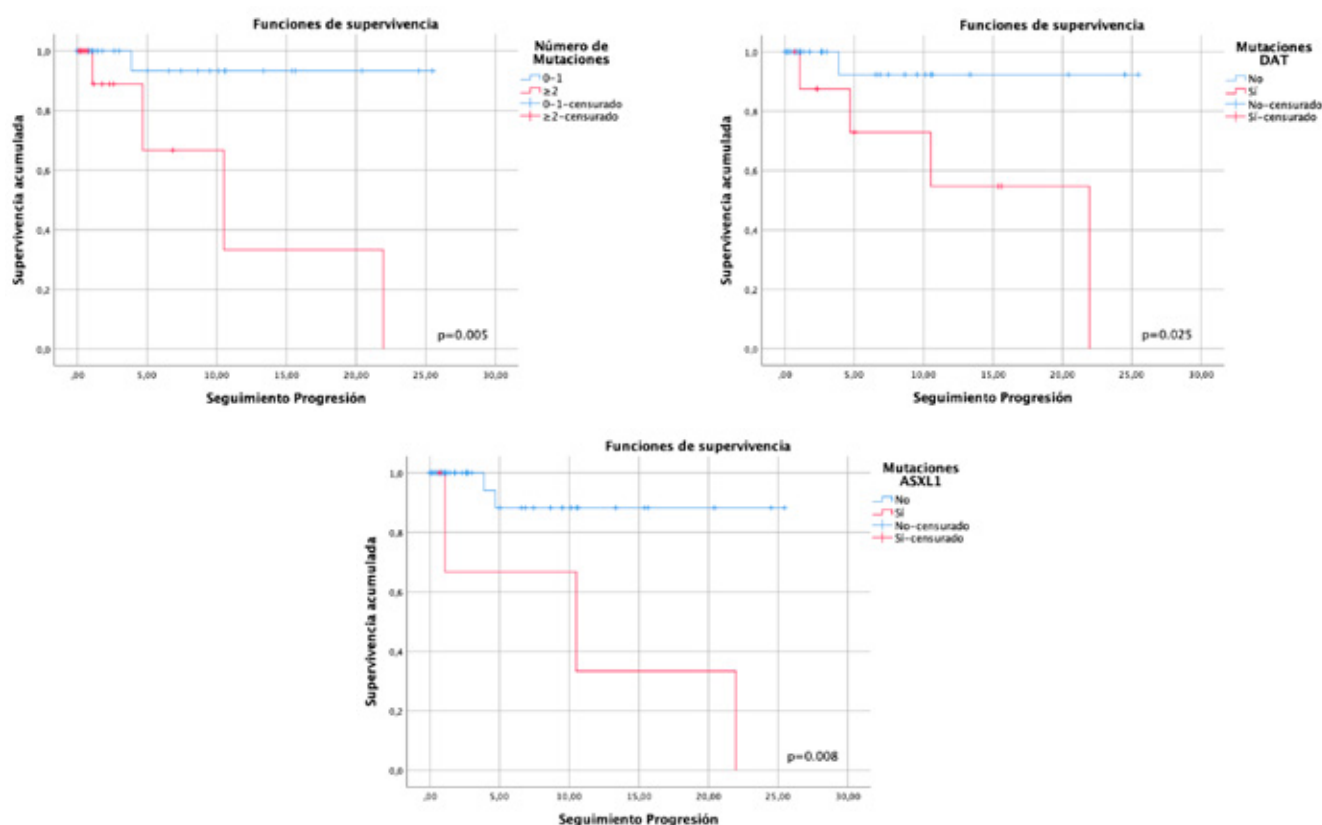 Funciones de supervivencia
Número de
Mutaciones
0-1
≥2
0-1-censurado
≥2-censurado
Supervivencia acumulada
1,0
0,8
0,6
0,4
0,2
0,0
p=0.005
,00 5,00 10,00 15,00 20,00 25,00 30,00
Seguimiento Progresión
Funciones de supervivencia
Mutaciones
DAT
No
Sí
No-censurado
Sí-censurado
Supervivencia acumulada
1,0
0,8
0,6
0,4
0,2
0,0
p=0.025
,00 5,00 10,00 15,00 20,00 25,00 30,00
Seguimiento Progresión
Funciones de supervivencia
Mutaciones
ASXL1
No
Sí
No-censurado
Sí-censurado
Supervivencia acumulada
1,0
0,8
0,6
0,4
0,2
0,0
p=0.008
,00 5,00 10,00 15,00 20,00 25,00 30,00
Seguimiento Progresión